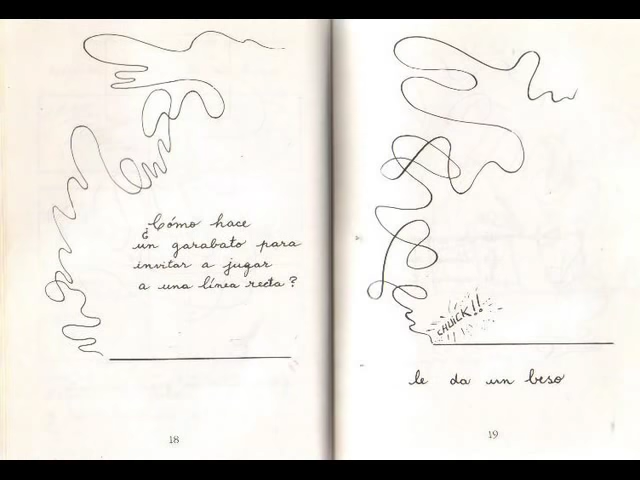 ¿Cómo hace
un garabato para
invitar a jugar
a una línea recta?
18
CHUICK!!
le da un beso
19